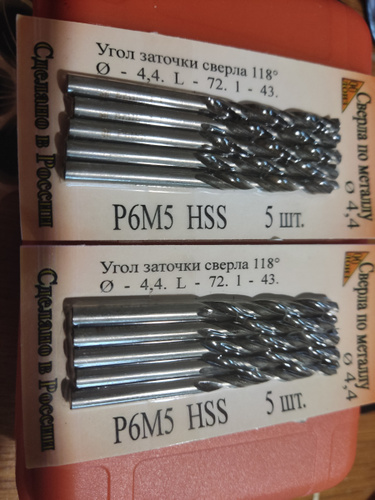 Угол заточки сверла 118°
Ø - 4,4. L - 72. l - 43.
Сделано в России
Сверла по металлу
ø 4,4
Р6М5 HSS 5 шт.
Угол заточки сверла 118°
Ø - 4,4. L - 72. l - 43.
Сделано в России
Сверла по металлу
ø 4,4
Р6М5 HSS 5 шт.